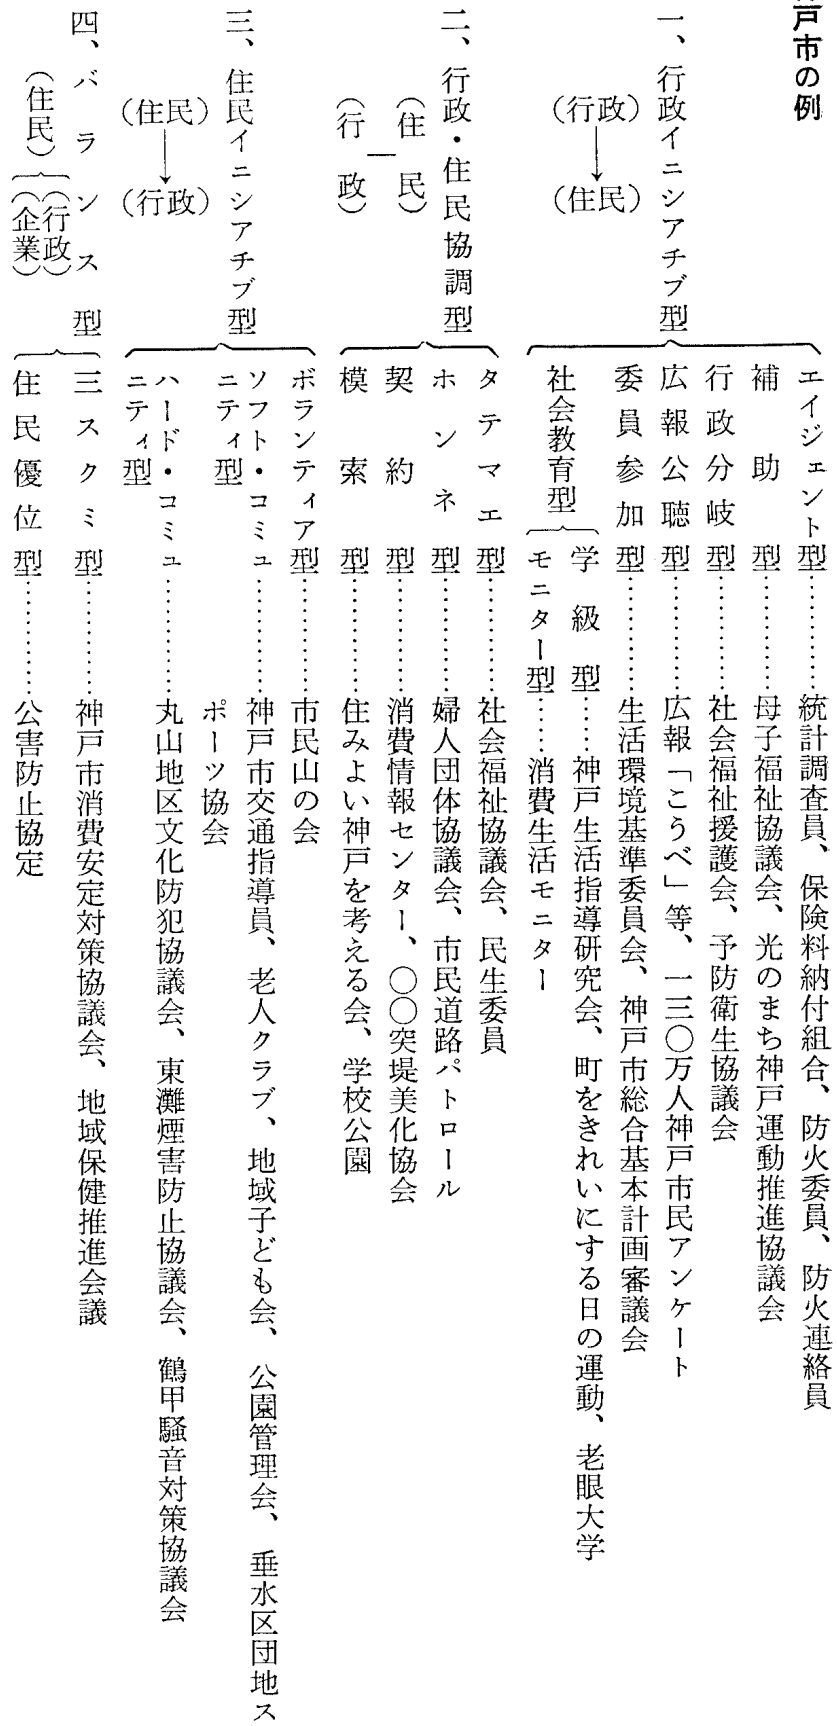 戸市の例
一、行政イニシアチブ型
(行政)→(住民)
エイジェント型…………統計調査員、保険料納付組合、防火委員、防火連絡員
補助型…………母子福祉協議会、光のまち神戸運動推進協議会
行政分岐型…………社会福祉援護会、予防衛生協議会
広報公聴型…………広報「こうべ」等、一三〇万人神戸市民アンケート
委員参加型…………生活環境基準委員会、神戸市総合基本計画審議会
社会教育型
学級型……神戸生活指導研究会、町をきれいにする日の運動、老眼大学
モニター型……消費生活モニター
二、行政・住民協調型
(住民)―(行政)
タテマエ型…………社会福祉協議会、民生委員
ホンネ型…………婦人団体協議会、市民道路パトロール
契約型…………消費情報センター、〇〇突堤美化協会
模索型…………住みよい神戸を考える会、学校公園
三、住民イニシアチブ型
(住民)→(行政)
ボランティア型…………市民山の会
ソフト・コミュニティ型…………神戸市交通指導員、老人クラブ、地域子ども会、公園管理会、垂水区団地ス
ポーツ協会
ハード・コミュニティ型…………丸山地区文化防犯協議会、東灘煙害防止協議会、鶴甲騒音対策協議会
四、バランス型
(住民)(行政)(企業)
三スクミ型…………神戸市消費安定対策協議会、地域保健推進会議
住民優位型…………公害防止協定